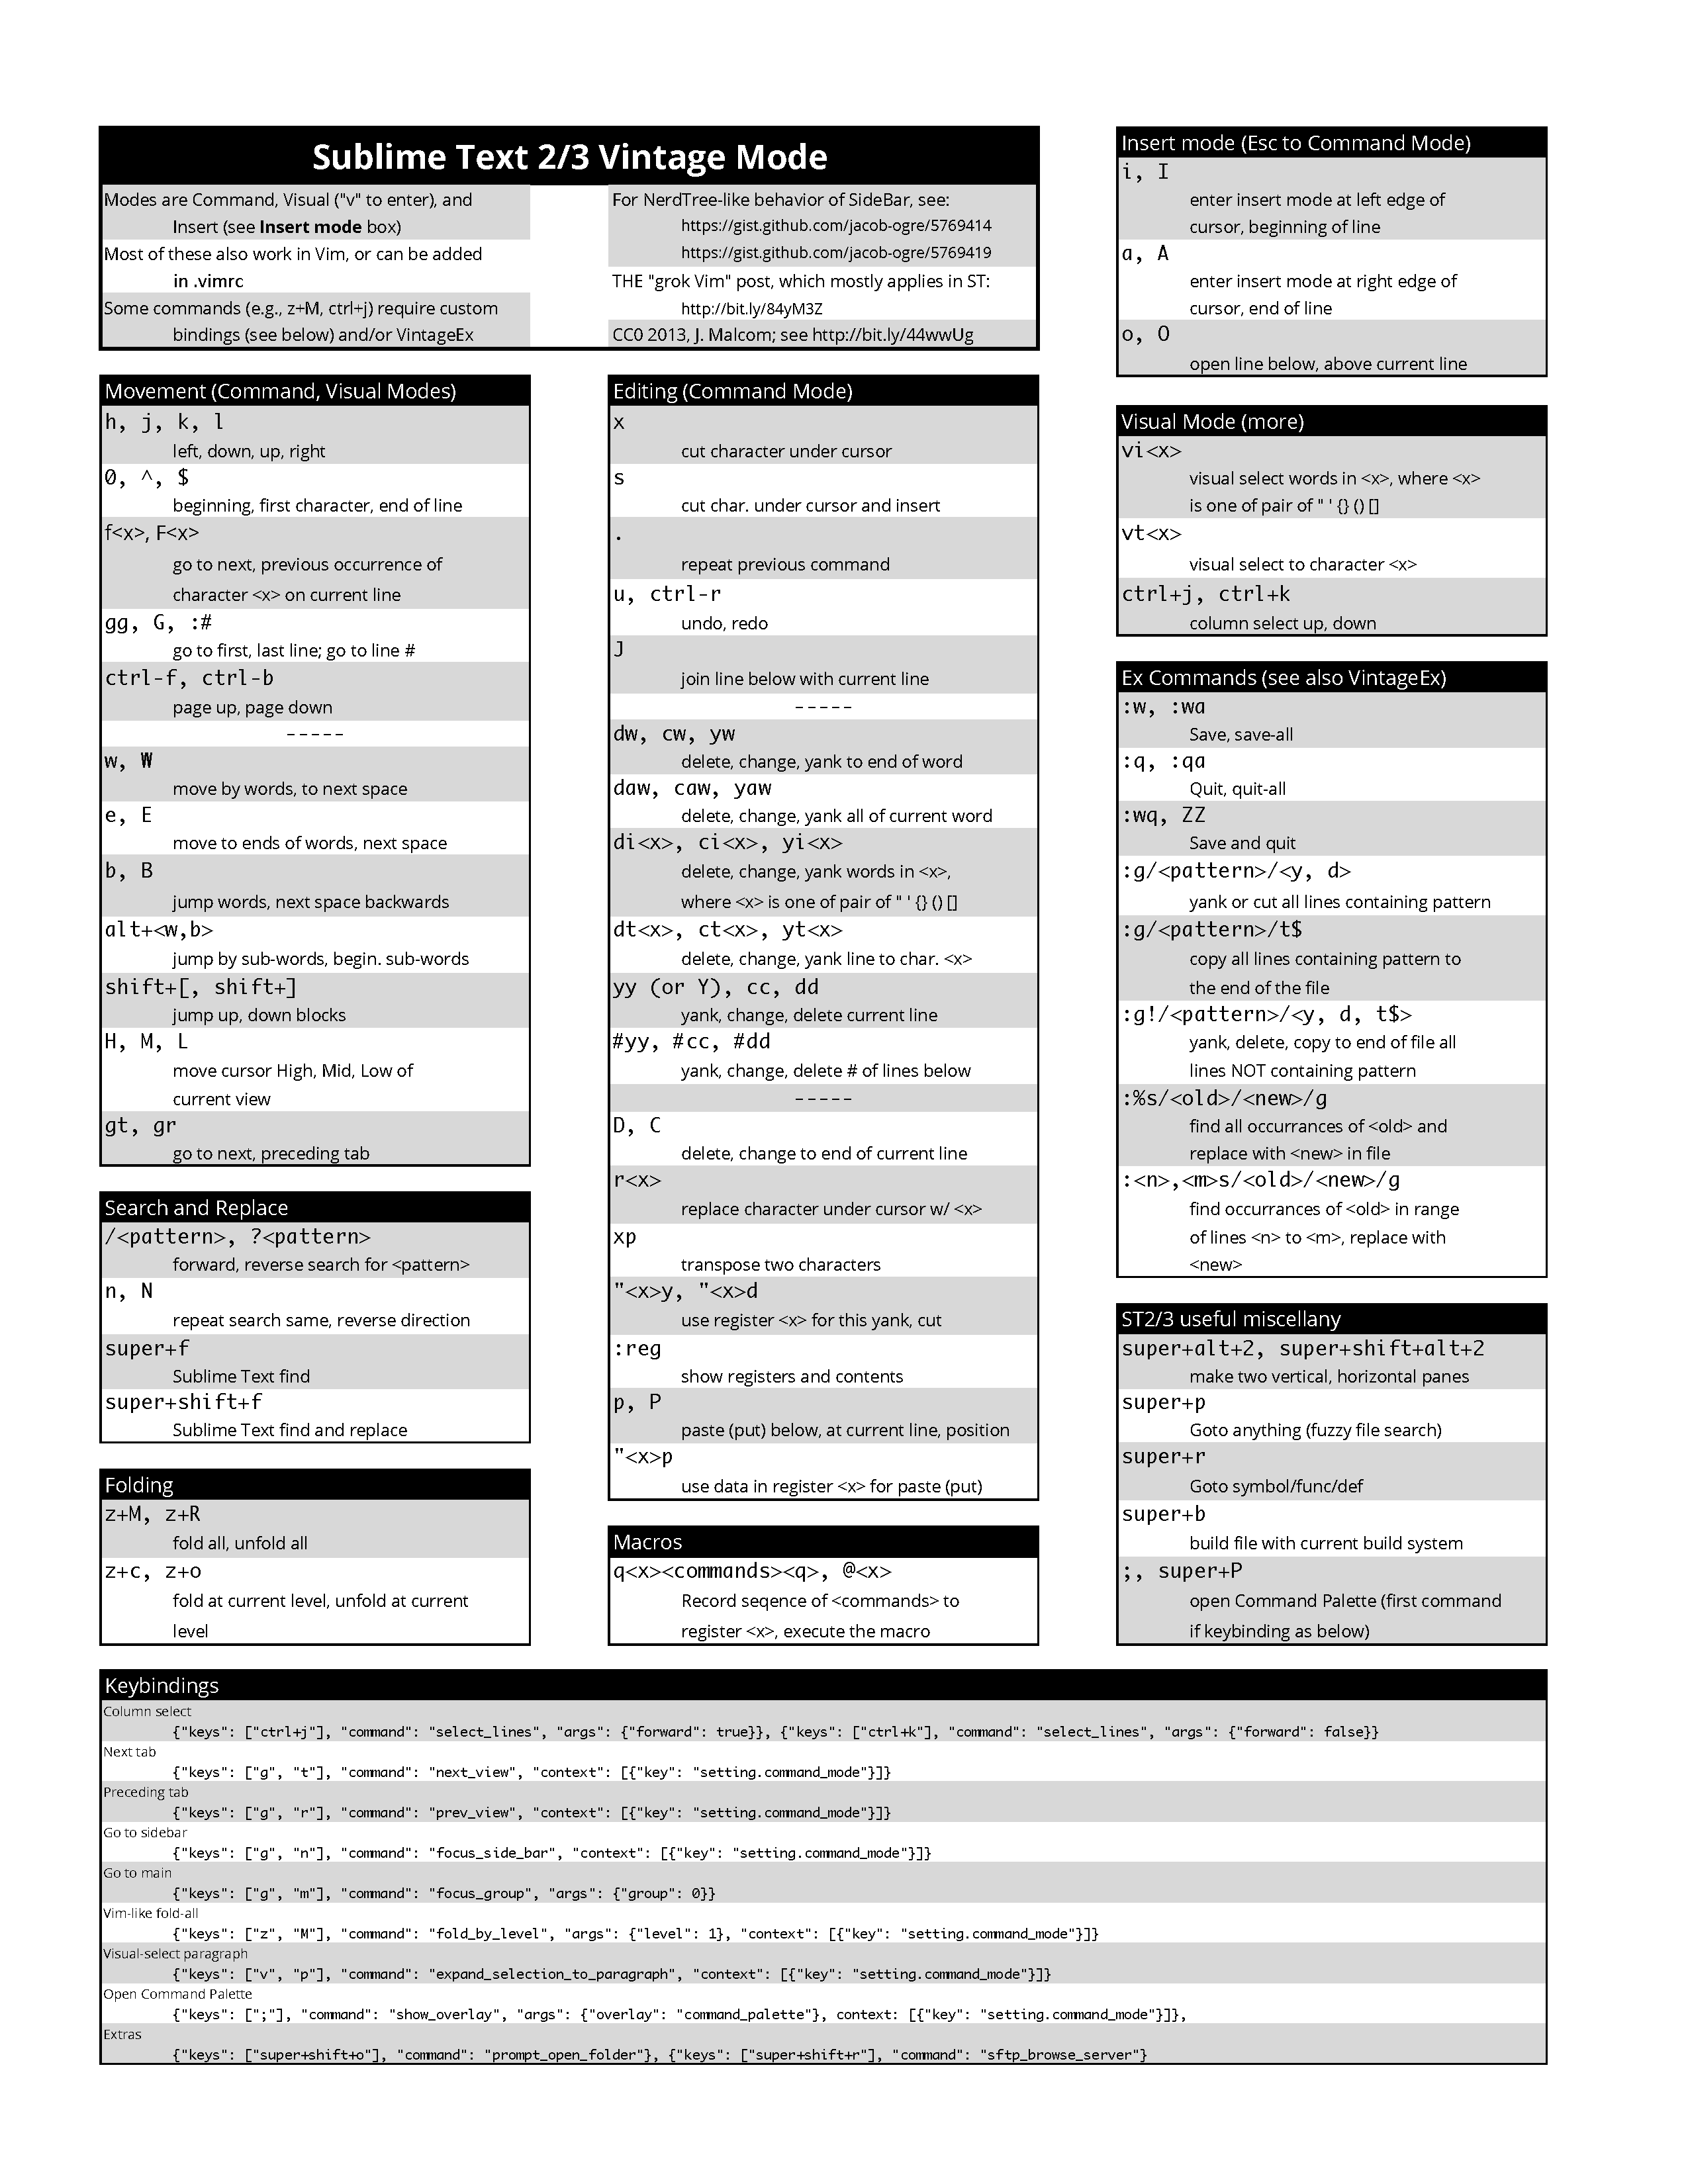 Sublime Text 2/3 Vintage Mode
Modes are Command, Visual ("v" to enter), and
Insert (see Insert mode box)
Most of these also work in Vim, or can be added
in .vimrc
Some commands (e.g., z+M, ctrl+j) require custom
bindings (see below) and/or VintageEx
For NerdTree-like behavior of SideBar, see:
https://gist.github.com/jacob-ogre/5769414
https://gist.github.com/jacob-ogre/5769419
THE "grok Vim" post, which mostly applies in ST:
http://bit.ly/84yM3Z
CC0 2013, J. Malcom; see http://bit.ly/44wwUg
Movement (Command, Visual Modes)
h, j, k, l
left, down, up, right
0, ^, $
beginning, first character, end of line
f<x>, F<x>
go to next, previous occurrence of
character <x> on current line
gg, G, :#
go to first, last line; go to line #
ctrl-f, ctrl-b
page up, page down
-----
w, W
move by words, to next space
e, E
move to ends of words, next space
b, B
jump words, next space backwards
alt+<w,b>
jump by sub-words, begin. sub-words
shift+[, shift+]
jump up, down blocks
H, M, L
move cursor High, Mid, Low of
current view
gt, gr
go to next, preceding tab
Search and Replace
/<pattern>, ?<pattern>
forward, reverse search for <pattern>
n, N
repeat search same, reverse direction
super+f
Sublime Text find
super+shift+f
Sublime Text find and replace
Folding
z+M, z+R
fold all, unfold all
z+c, z+o
fold at current level, unfold at current
level
Editing (Command Mode)
x
cut character under cursor
s
cut char. under cursor and insert
.
repeat previous command
u, ctrl-r
undo, redo
J
join line below with current line
-----
dw, cw, yw
delete, change, yank to end of word
daw, caw, yaw
delete, change, yank all of current word
di<x>, ci<x>, yi<x>
delete, change, yank words in <x>,
where <x> is one of pair of " ' {} () []
dt<x>, ct<x>, yt<x>
delete, change, yank line to char. <x>
yy (or Y), cc, dd
yank, change, delete current line
#yy, #cc, #dd
yank, change, delete # of lines below
-----
D, C
delete, change to end of current line
r<x>
replace character under cursor w/ <x>
xp
transpose two characters
"<x>y, "<x>d
use register <x> for this yank, cut
:reg
show registers and contents
p, P
paste (put) below, at current line, position
"<x>p
use data in register <x> for paste (put)
Macros
q<x><commands><q>, @<x>
Record seqence of <commands> to
register <x>, execute the macro
Insert mode (Esc to Command Mode)
i, I
enter insert mode at left edge of
cursor, beginning of line
a, A
enter insert mode at right edge of
cursor, end of line
o, O
open line below, above current line
Visual Mode (more)
vi<x>
visual select words in <x>, where <x>
is one of pair of " ' {} () []
vt<x>
visual select to character <x>
ctrl+j, ctrl+k
column select up, down
Ex Commands (see also VintageEx)
:w, :wa
Save, save-all
:q, :qa
Quit, quit-all
:wq, ZZ
Save and quit
:g/<pattern>/<y, d>
yank or cut all lines containing pattern
:g/<pattern>/t$
copy all lines containing pattern to
the end of the file
:g!/<pattern>/<y, d, t$>
yank, delete, copy to end of file all
lines NOT containing pattern
:%s/<old>/<new>/g
find all occurrances of <old> and
replace with <new> in file
:<n>,<m>s/<old>/<new>/g
find occurrances of <old> in range
of lines <n> to <m>, replace with
<new>
ST2/3 useful miscellany
super+alt+2, super+shift+alt+2
make two vertical, horizontal panes
super+p
Goto anything (fuzzy file search)
super+r
Goto symbol/func/def
super+b
build file with current build system
;, super+P
open Command Palette (first command
if keybinding as below)
Keybindings
Column select
{"keys": ["ctrl+j"], "command": "select_lines", "args": {"forward": true}}, {"keys": ["ctrl+k"], "command": "select_lines", "args": {"forward": false}}
Next tab
{"keys": ["g", "t"], "command": "next_view", "context": [{"key": "setting.command_mode"}]}
Preceding tab
{"keys": ["g", "r"], "command": "prev_view", "context": [{"key": "setting.command_mode"}]}
Go to sidebar
{"keys": ["g", "n"], "command": "focus_side_bar", "context": [{"key": "setting.command_mode"}]}
Go to main
{"keys": ["g", "m"], "command": "focus_group", "args": {"group": 0}}
Vim-like fold-all
{"keys": ["z", "M"], "command": "fold_by_level", "args": {"level": 1}, "context": [{"key": "setting.command_mode"}]}
Visual-select paragraph
{"keys": ["v", "p"], "command": "expand_selection_to_paragraph", "context": [{"key": "setting.command_mode"}]}
Open Command Palette
{"keys": [";"], "command": "show_overlay", "args": {"overlay": "command_palette"}, context: [{"key": "setting.command_mode"}]},
Extras
{"keys": ["super+shift+o"], "command": "prompt_open_folder"}, {"keys": ["super+shift+r"], "command": "sftp_browse_server"}